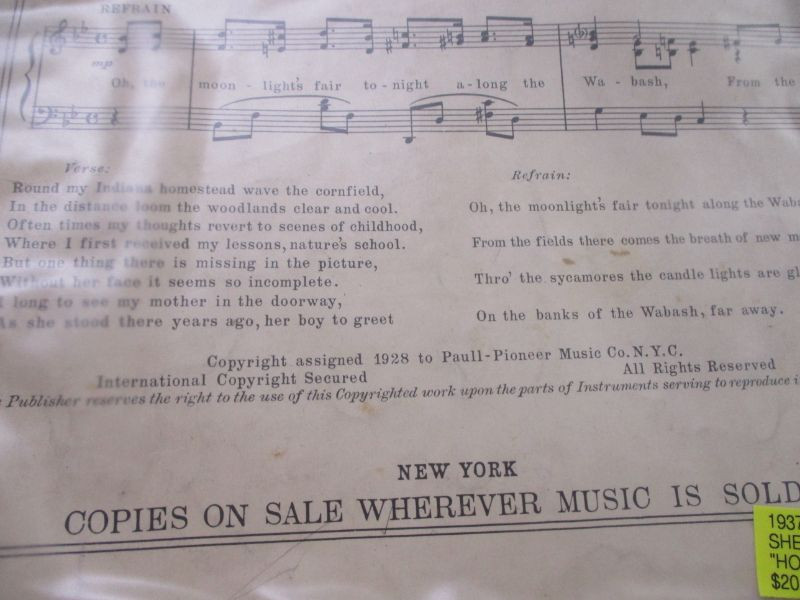 REFRAIN
mp
Oh, the moon - light's fair to - night a - long the Wa - bash, From the
Verse:
Round my Indiana homestead wave the cornfield,
In the distance loom the woodlands clear and cool.
Often times my thoughts revert to scenes of childhood,
Where I first received my lessons, nature's school.
But one thing there is missing in the picture,
Without her face it seems so incomplete.
I long to see my mother in the doorway,
As she stood there years ago, her boy to greet
Refrain:
Oh, the moonlight's fair tonight along the Waba
From the fields there comes the breath of new m
Thro' the sycamores the candle lights are gl
On the banks of the Wabash, far away.
Copyright assigned 1928 to Paull-Pioneer Music Co. N.Y.C.
International Copyright Secured
All Rights Reserved
Publisher reserves the right to the use of this Copyrighted work upon the parts of Instruments serving to reproduce i
NEW YORK
COPIES ON SALE WHEREVER MUSIC IS SOLD
1937
SHE
"HO
$20